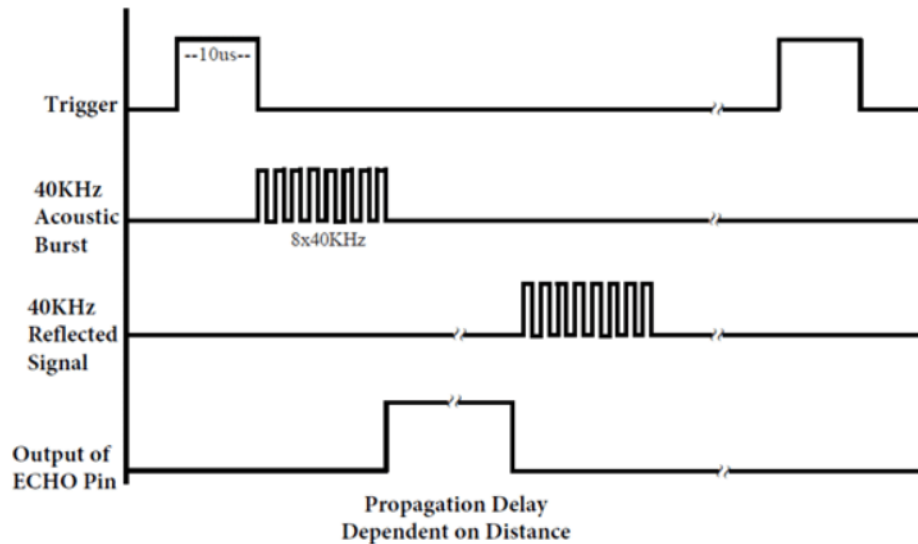 --10us--
Trigger
40KHz
Acoustic
Burst
8x40KHz
40KHz
Reflected
Signal
Output of
ECHO Pin
Propagation Delay
Dependent on Distance